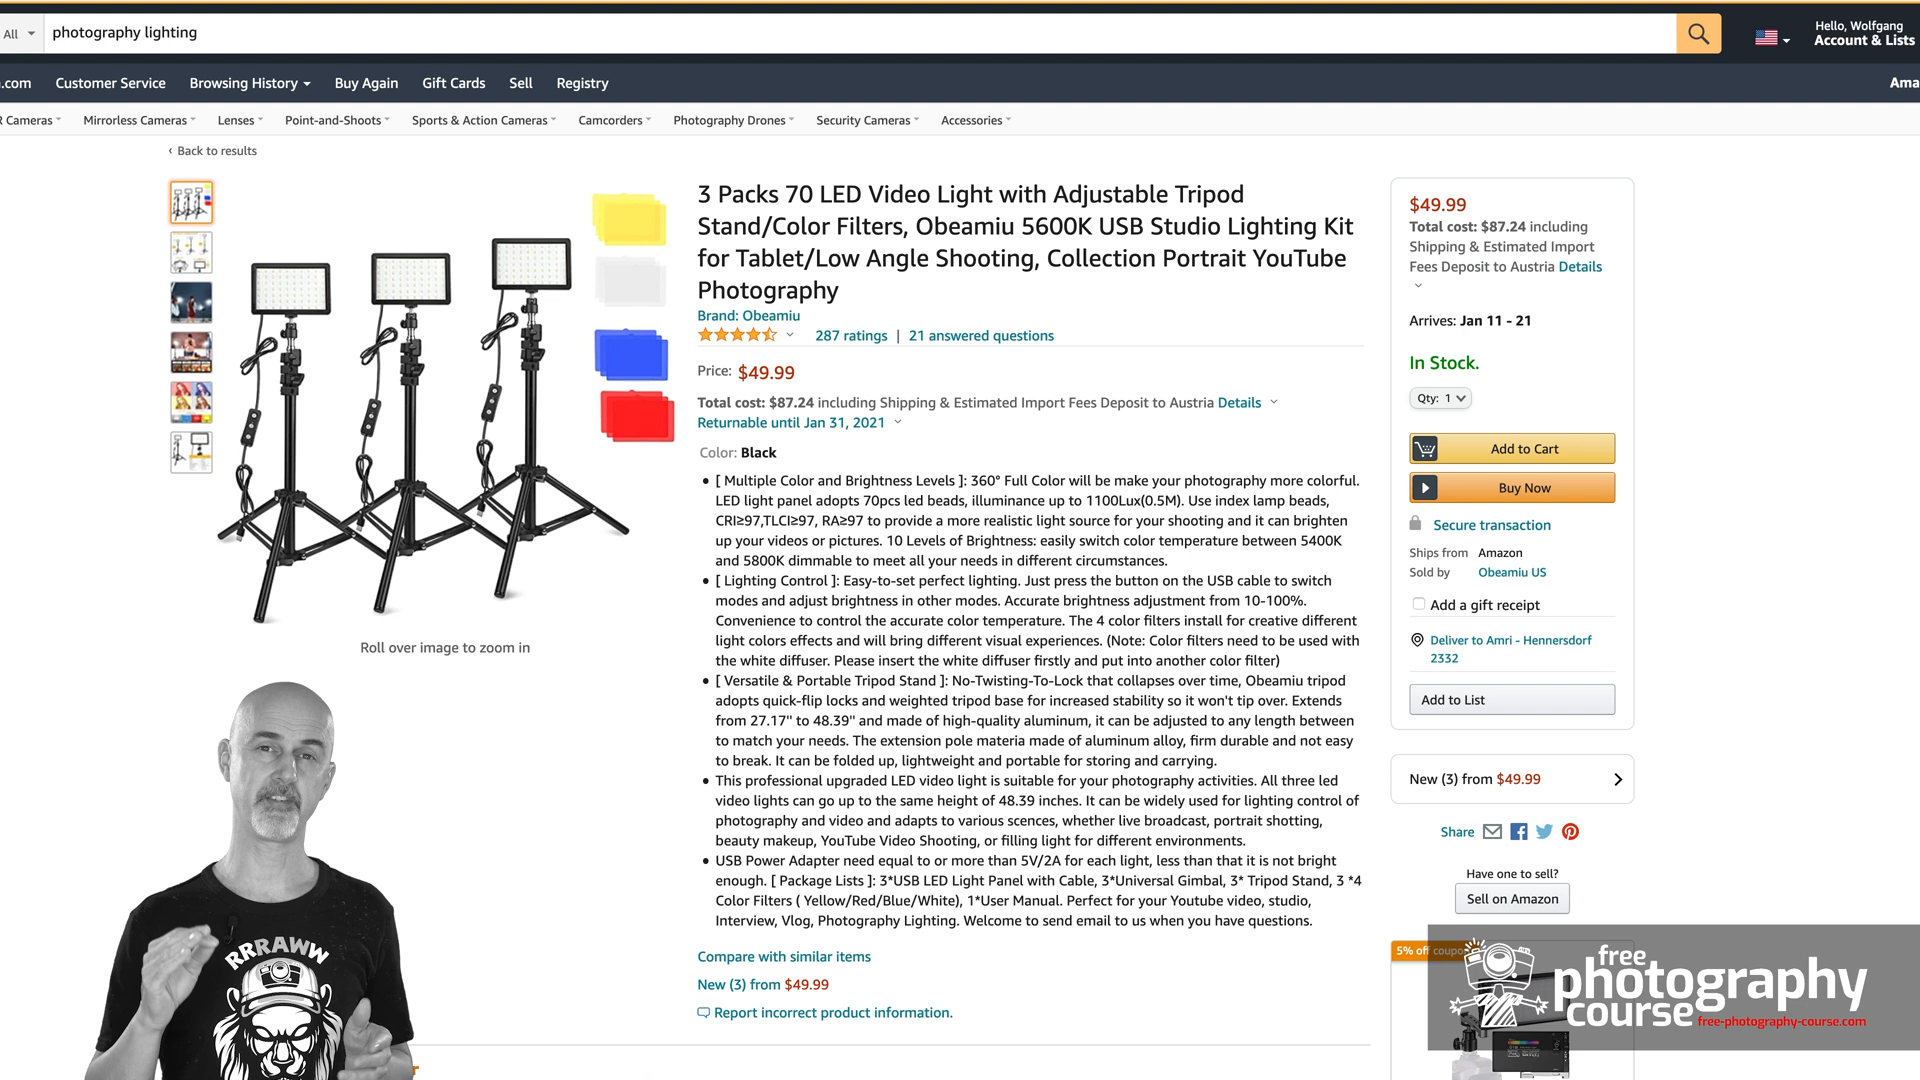 All
photography lighting
Hello, Wolfgang
Account & Lists
.com
Customer Service
Browsing History
Buy Again
Gift Cards
Sell
Registry
Ama
R Cameras
Mirrorless Cameras
Lenses
Point-and-Shoots
Sports & Action Cameras
Camcorders
Photography Drones
Security Cameras
Accessories
‹ Back to results
3 Packs 70 LED Video Light with Adjustable Tripod
Stand/Color Filters, Obeamiu 5600K USB Studio Lighting Kit
for Tablet/Low Angle Shooting, Collection Portrait YouTube
Photography
Brand: Obeamiu
287 ratings | 21 answered questions
Price: $49.99
Total cost: $87.24 including Shipping & Estimated Import Fees Deposit to Austria Details
Returnable until Jan 31, 2021
Color: Black
• [ Multiple Color and Brightness Levels ]: 360° Full Color will be make your photography more colorful.
LED light panel adopts 70pcs led beads, illuminance up to 1100Lux(0.5M). Use index lamp beads,
CRI≥97,TLCI≥97, RA≥97 to provide a more realistic light source for your shooting and it can brighten
up your videos or pictures. 10 Levels of Brightness: easily switch color temperature between 5400K
and 5800K dimmable to meet all your needs in different circumstances.
• [ Lighting Control ]: Easy-to-set perfect lighting. Just press the button on the USB cable to switch
modes and adjust brightness in other modes. Accurate brightness adjustment from 10-100%.
Convenience to control the accurate color temperature. The 4 color filters install for creative different
light colors effects and will bring different visual experiences. (Note: Color filters need to be used with
the white diffuser. Please insert the white diffuser firstly and put into another color filter)
• [ Versatile & Portable Tripod Stand ]: No-Twisting-To-Lock that collapses over time, Obeamiu tripod
adopts quick-flip locks and weighted tripod base for increased stability so it won't tip over. Extends
from 27.17" to 48.39" and made of high-quality aluminum, it can be adjusted to any length between
to match your needs. The extension pole materia made of aluminum alloy, firm durable and not easy
to break. It can be folded up, lightweight and portable for storing and carrying.
• This professional upgraded LED video light is suitable for your photography activities. All three led
video lights can go up to the same height of 48.39 inches. It can be widely used for lighting control of
photography and video and adapts to various scences, whether live broadcast, portrait shotting,
beauty makeup, YouTube Video Shooting, or filling light for different environments.
• USB Power Adapter need equal to or more than 5V/2A for each light, less than that it is not bright
enough. [ Package Lists ]: 3*USB LED Light Panel with Cable, 3*Universal Gimbal, 3* Tripod Stand, 3 *4
Color Filters ( Yellow/Red/Blue/White), 1*User Manual. Perfect for your Youtube video, studio,
Interview, Vlog, Photography Lighting. Welcome to send email to us when you have questions.
Compare with similar items
New (3) from $49.99
Report incorrect product information.
Roll over image to zoom in
RRRAWW
$49.99
Total cost: $87.24 including
Shipping & Estimated Import
Fees Deposit to Austria Details
Arrives: Jan 11 - 21
In Stock.
Qty: 1
Add to Cart
Buy Now
Secure transaction
Ships from Amazon
Sold by Obeamiu US
Add a gift receipt
Deliver to Amri - Hennersdorf
2332
Add to List
New (3) from $49.99
Share
Have one to sell?
Sell on Amazon
5% off coupon
free
photography
course
free-photography-course.com